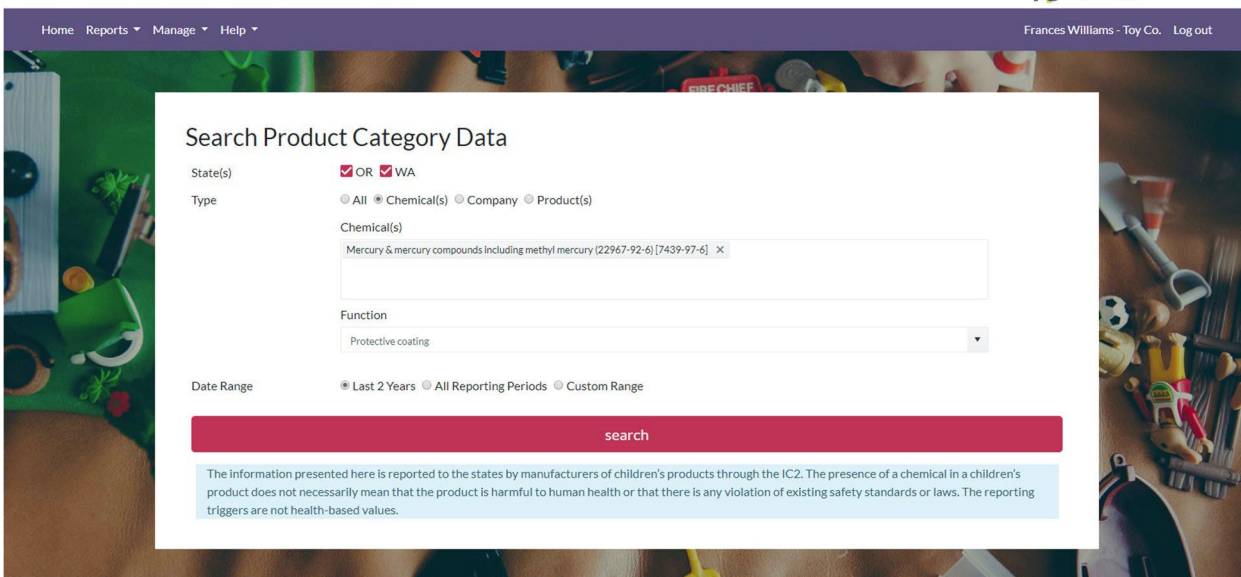 Home Reports Manage Help Frances Williams - Toy Co. Log out
FIRE CHIEF
Search Product Category Data
State(s) OR WA
Type All Chemical(s) Company Product(s)
Chemical(s)
Mercury & mercury compounds including methyl mercury (22967-92-6) [7439-97-6] ×
Function
Protective coating
Date Range Last 2 Years All Reporting Periods Custom Range
search
The information presented here is reported to the states by manufacturers of children's products through the IC2. The presence of a chemical in a children's
product does not necessarily mean that the product is harmful to human health or that there is any violation of existing safety standards or laws. The reporting
triggers are not health-based values.